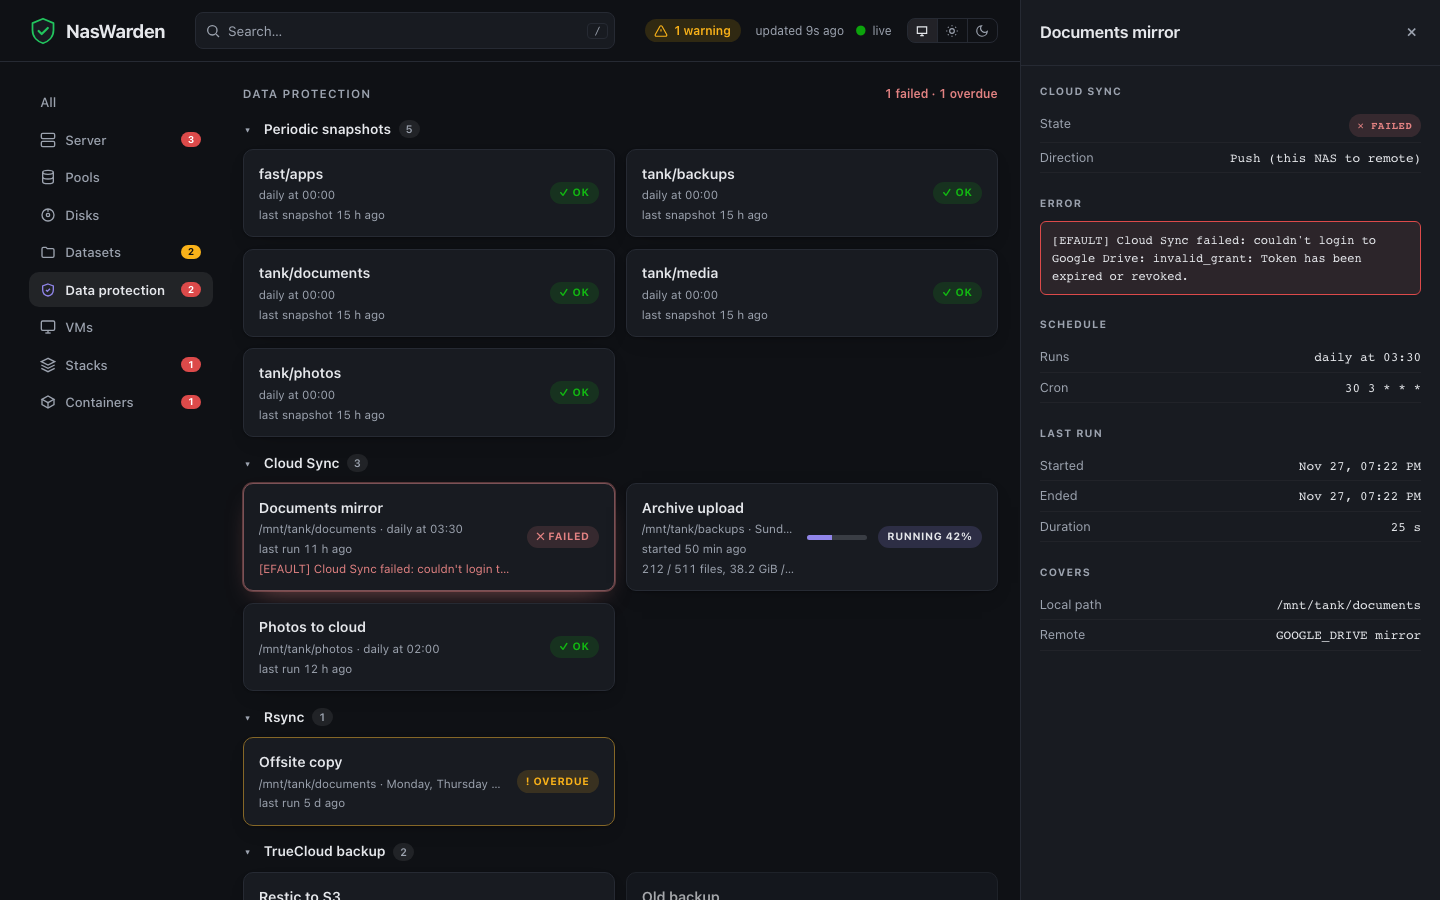 NasWarden
Search...
/
1 warning
updated 9s ago
live
All
Server
3
Pools
Disks
Datasets
2
Data protection
2
VMs
Stacks
1
Containers
1
DATA PROTECTION
1 failed · 1 overdue
Periodic snapshots
5
fast/apps
daily at 00:00
last snapshot 15 h ago
✓ OK
tank/backups
daily at 00:00
last snapshot 15 h ago
✓ OK
tank/documents
daily at 00:00
last snapshot 15 h ago
✓ OK
tank/media
daily at 00:00
last snapshot 15 h ago
✓ OK
tank/photos
daily at 00:00
last snapshot 15 h ago
✓ OK
Cloud Sync
3
Documents mirror
/mnt/tank/documents · daily at 03:30
last run 11 h ago
[EFAULT] Cloud Sync failed: couldn't login t...
✕ FAILED
Archive upload
/mnt/tank/backups · Sund...
started 50 min ago
212 / 511 files, 38.2 GiB /...
RUNNING 42%
Photos to cloud
/mnt/tank/photos · daily at 02:00
last run 12 h ago
✓ OK
Rsync
1
Offsite copy
/mnt/tank/documents · Monday, Thursday ...
last run 5 d ago
! OVERDUE
TrueCloud backup
2
Restic to S3
Old backup
Documents mirror
×
CLOUD SYNC
State
× FAILED
Direction
Push (this NAS to remote)
ERROR
[EFAULT] Cloud Sync failed: couldn't login to
Google Drive: invalid_grant: Token has been
expired or revoked.
SCHEDULE
Runs
daily at 03:30
Cron
30 3 * * *
LAST RUN
Started
Nov 27, 07:22 PM
Ended
Nov 27, 07:22 PM
Duration
25 s
COVERS
Local path
/mnt/tank/documents
Remote
GOOGLE_DRIVE mirror